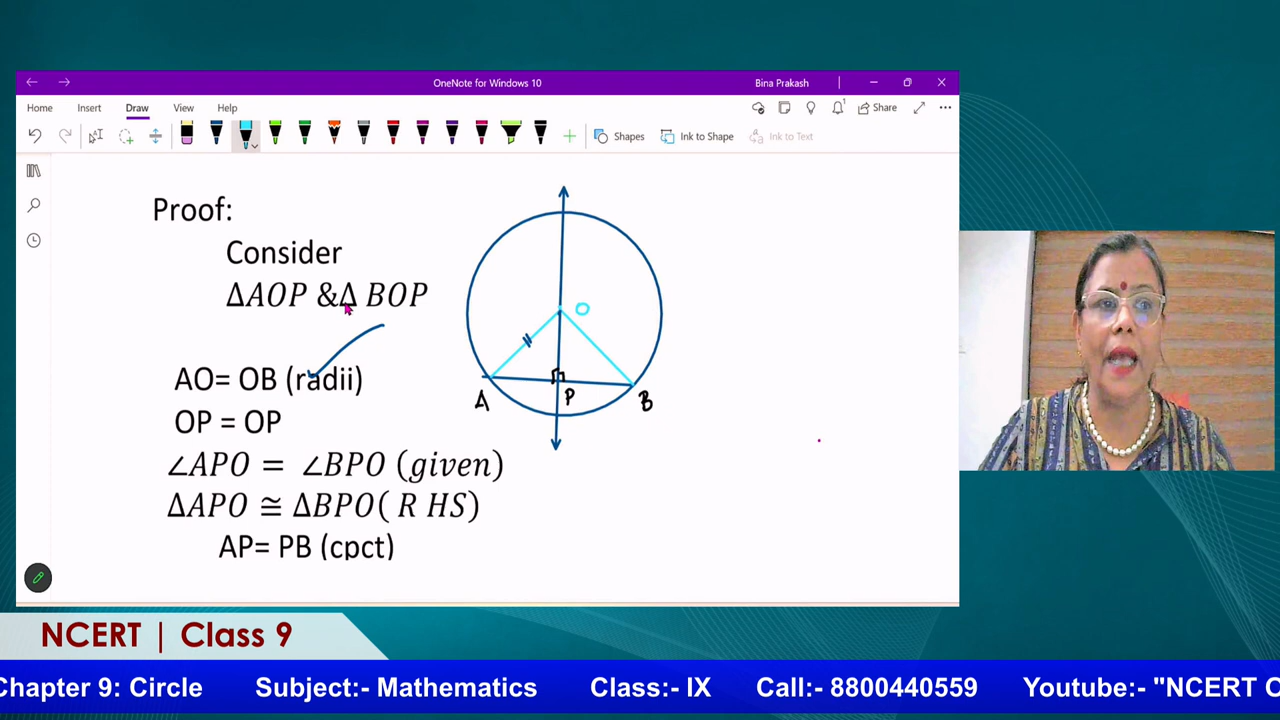 OneNote for Windows 10
Bina Prakash
Home Insert Draw View Help
Share
Shapes Ink to Shape Ink to Text
Proof:
Consider
ΔAOP &Δ BOP
AO= OB (radii)
OP = OP
∠APO = ∠BPO (given)
ΔAPO ≅ ΔBPO( R HS)
AP= PB (cpct)
O
A
P
B
NCERT | Class 9
Chapter 9: Circle Subject:- Mathematics Class:- IX Call:- 8800440559 Youtube:- "NCERT O